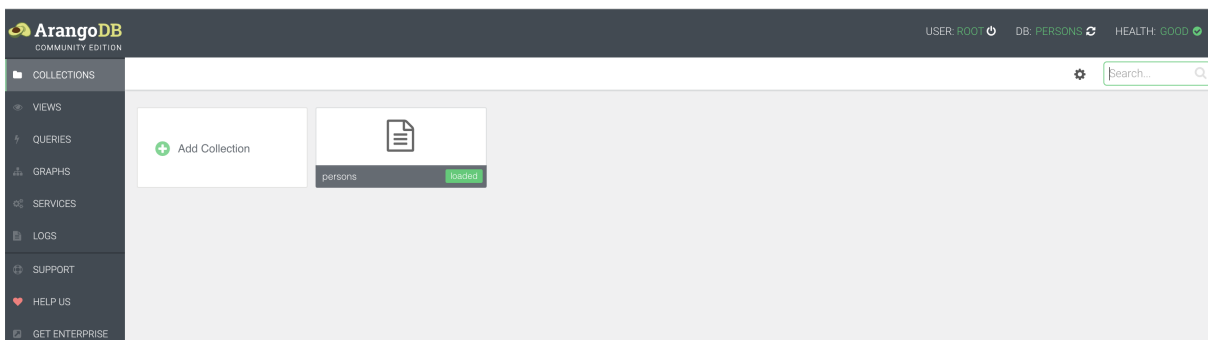 ArangoDB
COMMUNITY EDITION
USER: ROOT DB: PERSONS HEALTH: GOOD
COLLECTIONS
Search...
VIEWS
QUERIES
Add Collection
GRAPHS
persons loaded
SERVICES
LOGS
SUPPORT
HELP US
GET ENTERPRISE